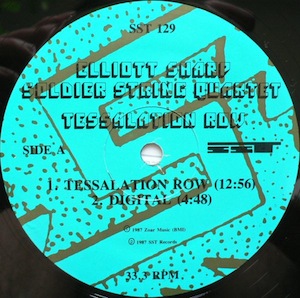 SST 129
ELLIOTT SHARP
SOLDIER STRING QUARTET
TESSALATION ROW
SIDE A
SST
1. TESSALATION ROW (12:56)
2. DIGITAL (4:48)
Ⓒ 1987 Zoar Music (BMI)
Ⓟ 1987 SST Records
33.3 RPM